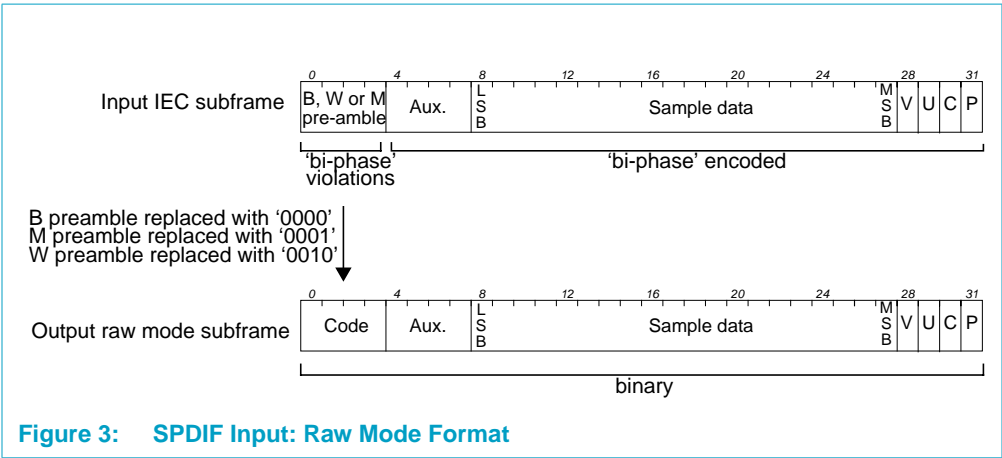 0 4 8 12 16 20 24 28 31
Input IEC subframe
B, W or M
pre-amble
Aux.
L
S
B
Sample data
M
S
B
V U C P
‘bi-phase’
violations
‘bi-phase’ encoded
B preamble replaced with ‘0000’
M preamble replaced with ‘0001’
W preamble replaced with ‘0010’
0 4 8 12 16 20 24 28 31
Output raw mode subframe
Code
Aux.
L
S
B
Sample data
M
S
B
V U C P
binary
Figure 3: SPDIF Input: Raw Mode Format